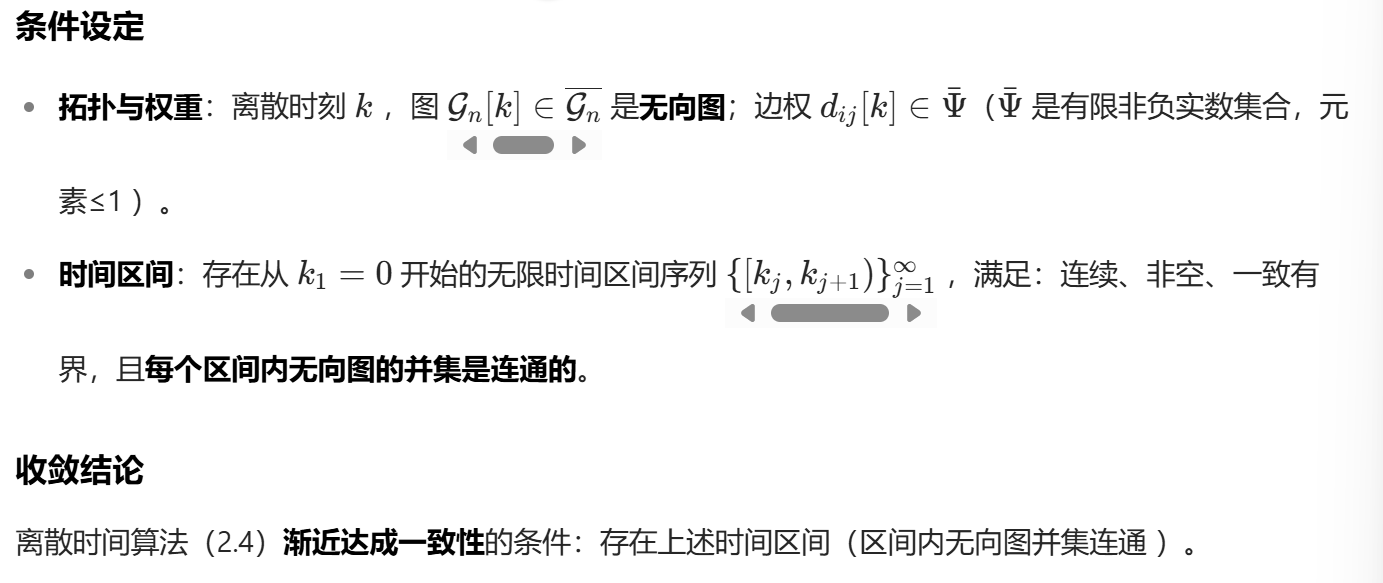 条件设定
• 拓扑与权重：离散时刻 $k$ ，图 $\mathcal{G}_n[k] \in \overline{\mathcal{G}_n}$ 是无向图；边权 $d_{ij}[k] \in \bar{\Psi}$（$\bar{\Psi}$ 是有限非负实数集合，元
素≤1 ）。
• 时间区间：存在从 $k_1 = 0$ 开始的无限时间区间序列 $\{[k_j, k_{j+1})\}_{j=1}^{\infty}$ ，满足：连续、非空、一致有
界，且每个区间内无向图的并集是连通的。
收敛结论
离散时间算法（2.4）渐近达成一致性的条件：存在上述时间区间（区间内无向图并集连通 ）。